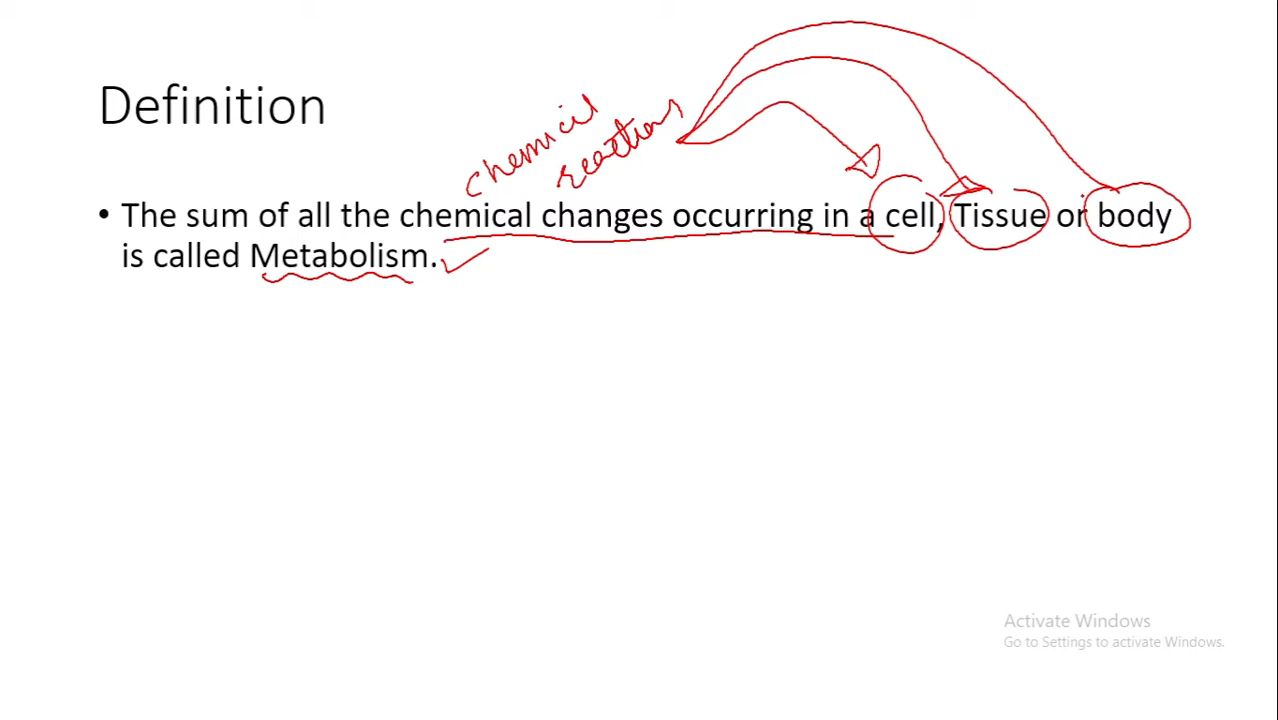 Definition
chemical
reactions
• The sum of all the chemical changes occurring in a cell, Tissue or body
is called Metabolism.
Activate Windows
Go to Settings to activate Windows.